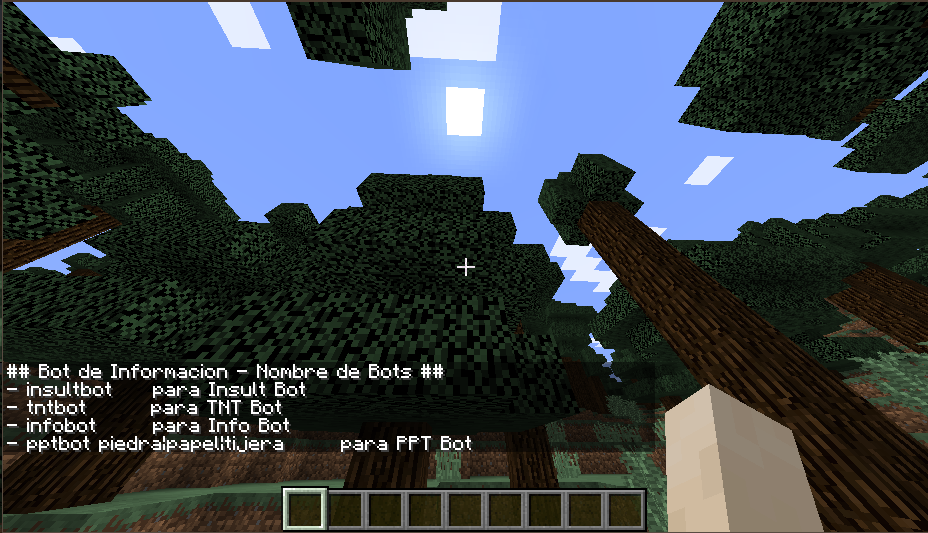 ## Bot de Informacion - Nombre de Bots ##
- insultbot para Insult Bot
- tntbot para TNT Bot
- infobot para Info Bot
- pptbot piedra|papel|tijera para PPT Bot